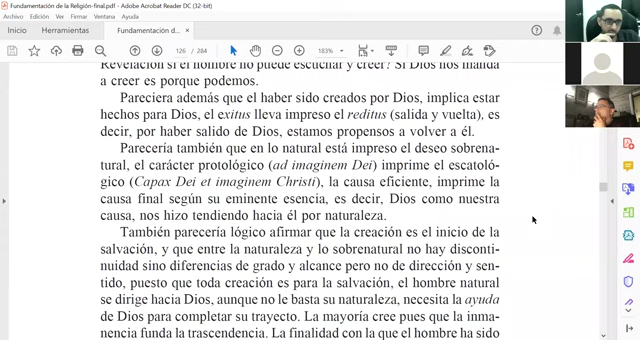 Fundamentación de la Religión-final.pdf - Adobe Acrobat Reader DC (32-bit)
Archivo Edición Ver Firmar Ventana Ayuda
Inicio Herramientas Fundamentación d... ×
126 / 284 183%
Revelación si el hombre no puede escuchar y creer? Si Dios nos manda
a creer es porque podemos.
Pareciera además que el haber sido creados por Dios, implica estar
hechos para Dios, el exitus lleva impreso el reditus (salida y vuelta), es
decir, por haber salido de Dios, estamos propensos a volver a él.
Parecería también que en lo natural está impreso el deseo sobrena-
tural, el carácter protológico (ad imaginem Dei) imprime el escatoló-
gico (Capax Dei et imaginem Christi), la causa eficiente, imprime la
causa final según su eminente esencia, es decir, Dios como nuestra
causa, nos hizo tendiendo hacia él por naturaleza.
También parecería lógico afirmar que la creación es el inicio de la
salvación, y que entre la naturaleza y lo sobrenatural no hay disconti-
nuidad sino diferencias de grado y alcance pero no de dirección y sen-
tido, puesto que toda creación es para la salvación, el hombre natural
se dirige hacia Dios, aunque no le basta su naturaleza, necesita la ayuda
de Dios para completar su trayecto. La mayoría cree pues que la inma-
nencia funda la trascendencia. La finalidad con la que el hombre ha sido